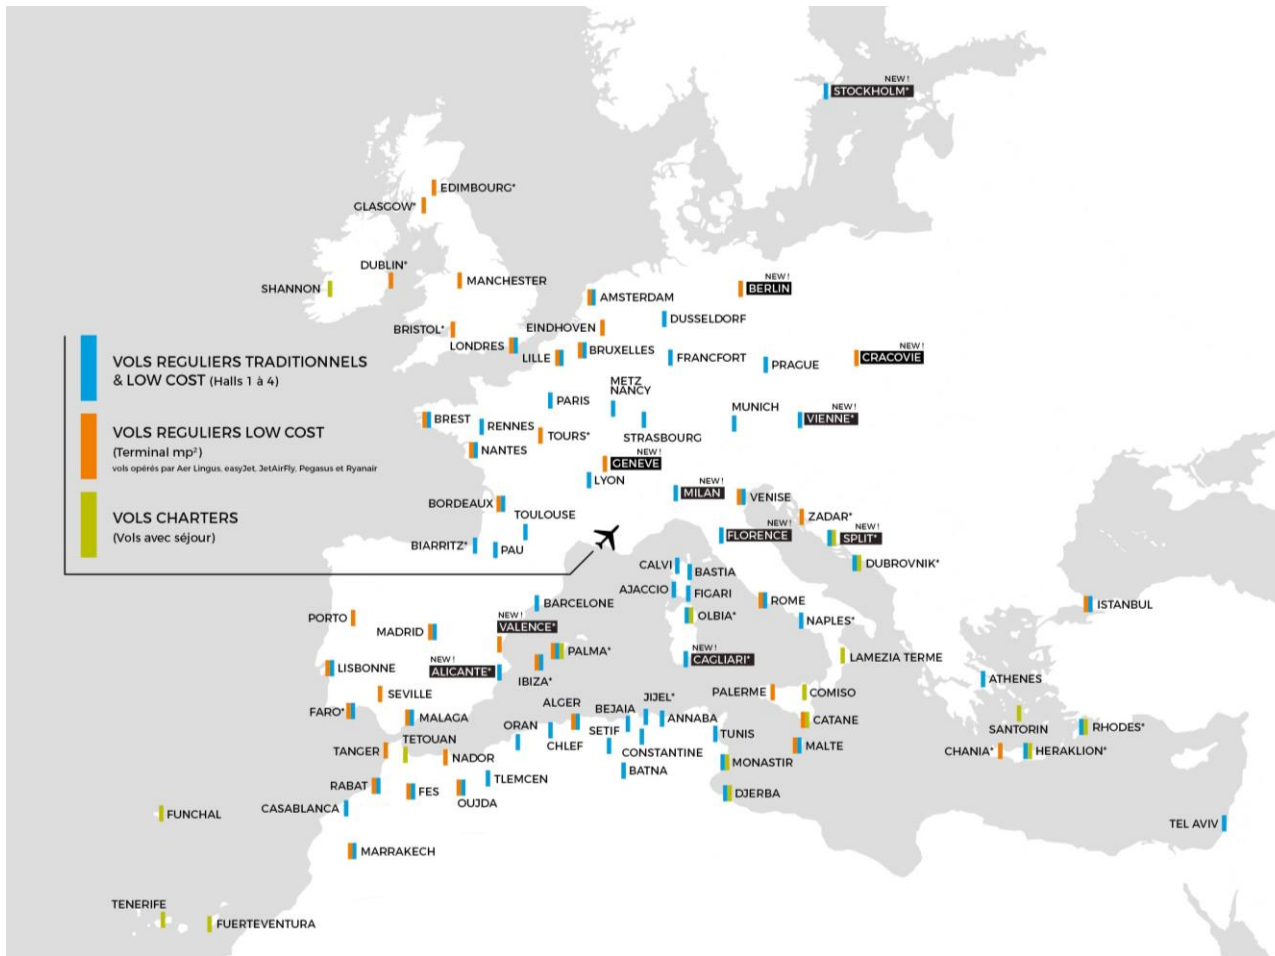 NEW !
STOCKHOLM*
EDIMBOURG*
GLASGOW*
DUBLIN*
MANCHESTER
SHANNON
NEW !
BERLIN
AMSTERDAM
DUSSELDORF
BRISTOL*
EINDHOVEN
LONDRES
LILLE
BRUXELLES
FRANCFORT
PRAGUE
NEW !
CRACOVIE
VOLS REGULIERS TRADITIONNELS
& LOW COST (Halls 1 à 4)
VOLS REGULIERS LOW COST
(Terminal mp²)
vols opérés par Aer Lingus, easyJet, JetAirFly, Pegasus et Ryanair
VOLS CHARTERS
(Vols avec séjour)
METZ
NANCY
PARIS
MUNICH
NEW !
VIENNE*
BREST
RENNES
TOURS*
STRASBOURG
NANTES
NEW !
GENEVE
LYON
NEW !
MILAN
VENISE
BORDEAUX
TOULOUSE
ZADAR*
NEW !
FLORENCE
NEW !
SPLIT*
BIARRITZ*
PAU
DUBROVNIK*
CALVI
BASTIA
AJACCIO
FIGARI
ROME
BARCELONE
ISTANBUL
PORTO
NEW !
VALENCE*
OLBIA*
NAPLES*
MADRID
PALMA*
NEW !
CAGLIARI*
LAMEZIA TERME
LISBONNE
NEW !
ALICANTE*
IBIZA*
ATHENES
SEVILLE
PALERME
COMISO
FARO*
MALAGA
ALGER
BEJAIA
JIJEL*
ANNABA
CATANE
SANTORIN
RHODES*
ORAN
CHLEF
SETIF
TUNIS
TETOUAN
TANGER
NADOR
CONSTANTINE
MALTE
CHANIA*
HERAKLION*
MONASTIR
BATNA
TLEMCEN
RABAT
FES
OUJDA
DJERBA
CASABLANCA
FUNCHAL
TEL AVIV
MARRAKECH
TENERIFE
FUERTEVENTURA